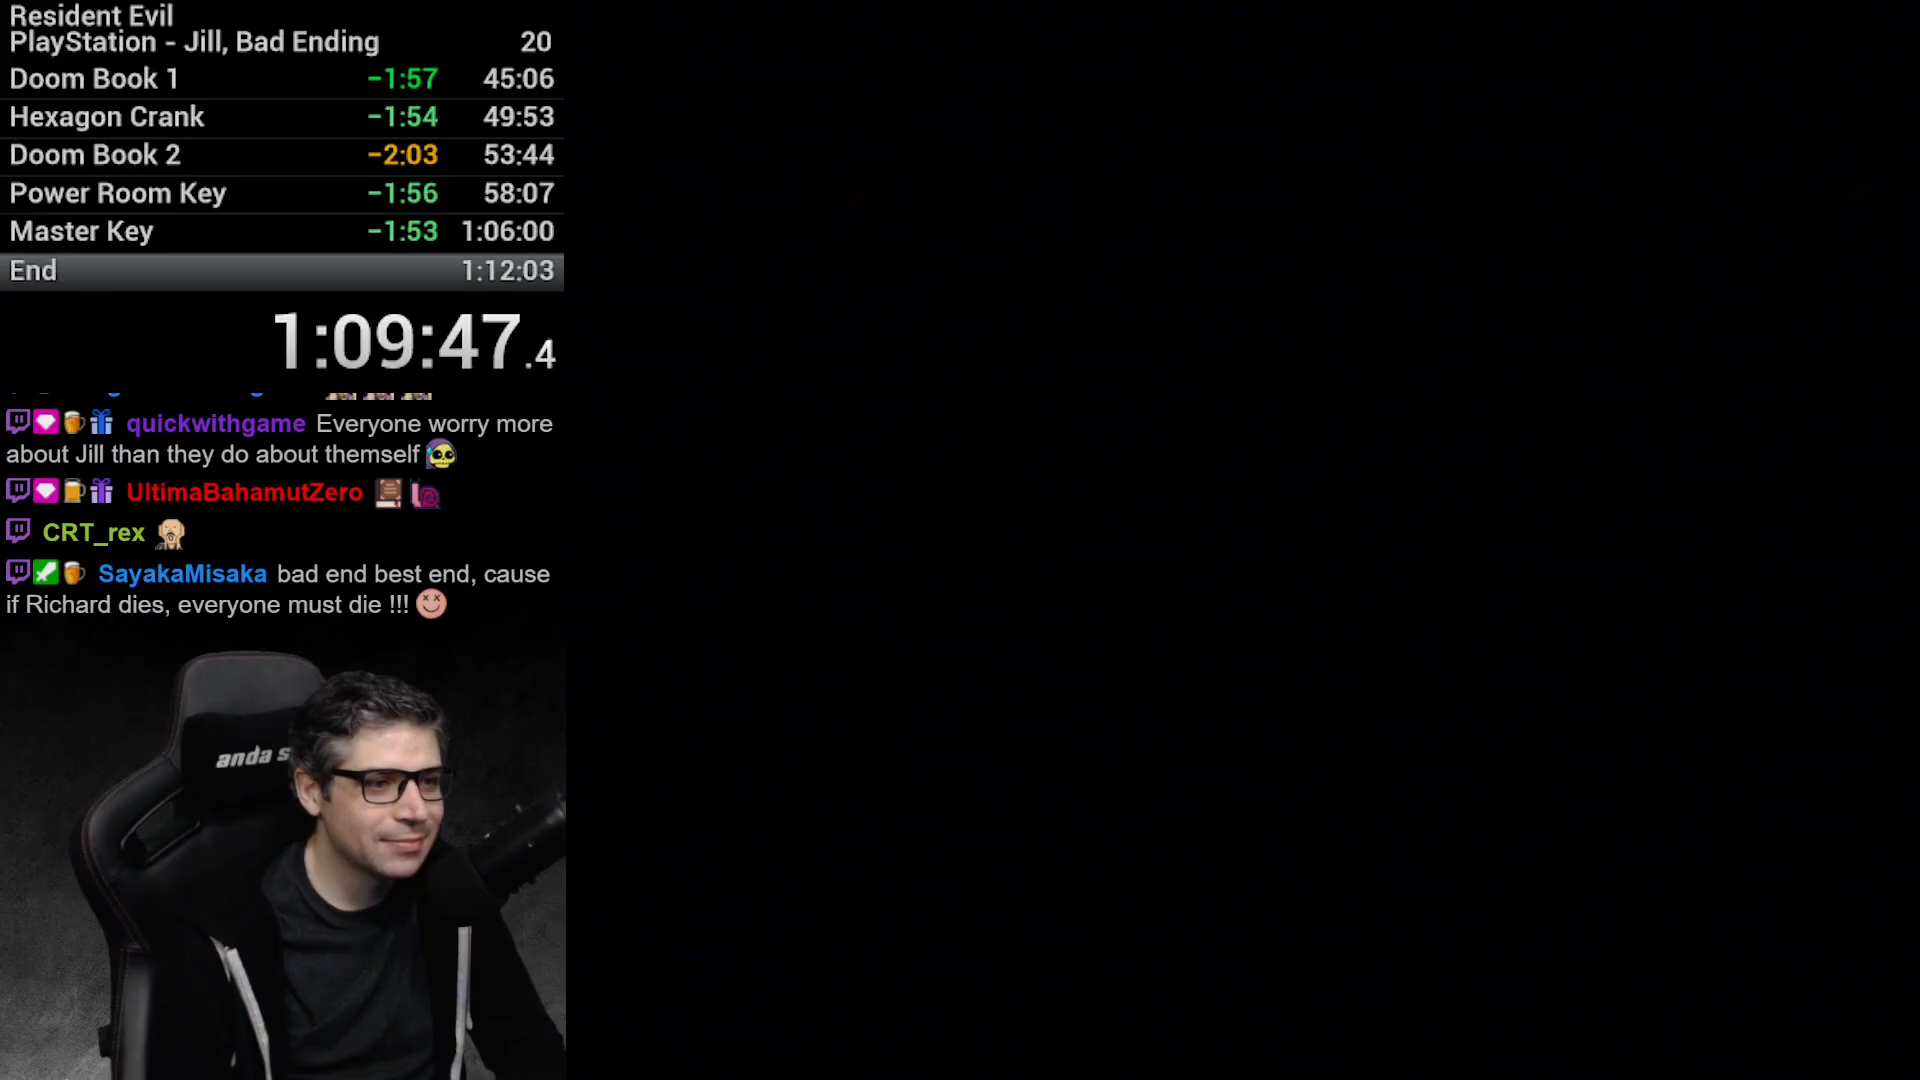 Resident Evil
PlayStation - Jill, Bad Ending 20
Doom Book 1 −1:57 45:06
Hexagon Crank −1:54 49:53
Doom Book 2 −2:03 53:44
Power Room Key −1:56 58:07
Master Key −1:53 1:06:00
End 1:12:03
1:09:47.4
quickwithgame Everyone worry more
about Jill than they do about themself
UltimaBahamutZero
CRT_rex
SayakaMisaka bad end best end, cause
if Richard dies, everyone must die !!!
anda s